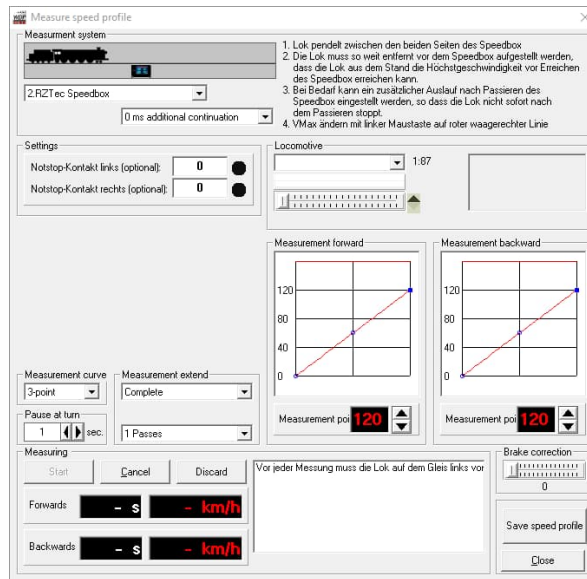 Measure speed profile
Measurment system
1. Lok pendelt zwischen den beiden Seiten des Speedbox
2. Die Lok muss so weit entfernt vor dem Speedbox aufgestellt werden,
dass die Lok aus dem Stand die Höchstgeschwindigkeit vor Erreichen
des Speedbox erreichen kann.
3. Bei Bedarf kann ein zusätzlicher Auslauf nach Passieren des
Speedbox eingestellt werden, so dass die Lok nicht sofort nach
dem Passieren stoppt.
4. VMax ändern mit linker Maustaste auf roter waagerechter Linie
2.RZTec Speedbox
0 ms additional continuation
Settings
Notstop-Kontakt links (optional): 0
Notstop-Kontakt rechts (optional): 0
Locomotive
1:87
Measurement forward
120
80
40
0
Measurement poi 120
Measurement backward
120
80
40
0
Measurement poi 120
Measurement curve
3-point
Measurement extend
Complete
Pause at turn
1 sec.
1 Passes
Measuring
Start Cancel Discard
Forwards - s - km/h
Backwards - s - km/h
Vor jeder Messung muss die Lok auf dem Gleis links vor
Brake correction
0
Save speed profile
Close